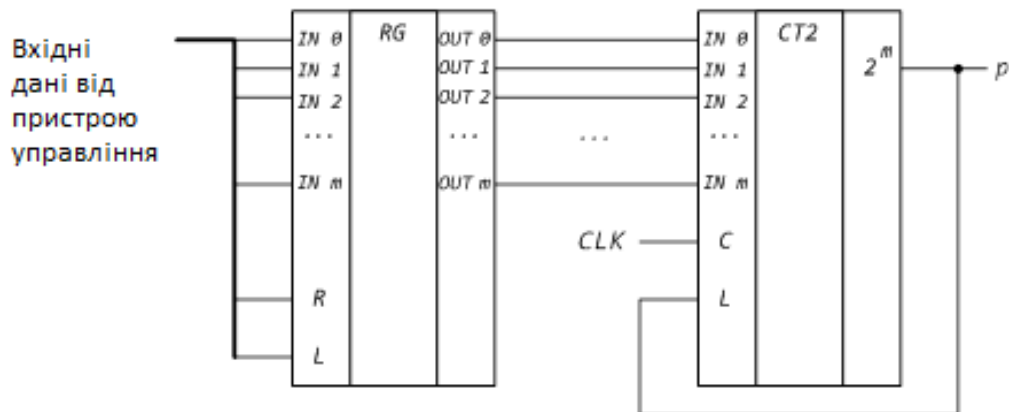 Вхідні
дані від
пристрою
управління
IN 0
IN 1
IN 2
...
IN m
R
L
RG
OUT 0
OUT 1
OUT 2
...
OUT m
...
CLK
IN 0
IN 1
IN 2
...
IN m
C
L
CT2
2^m
p